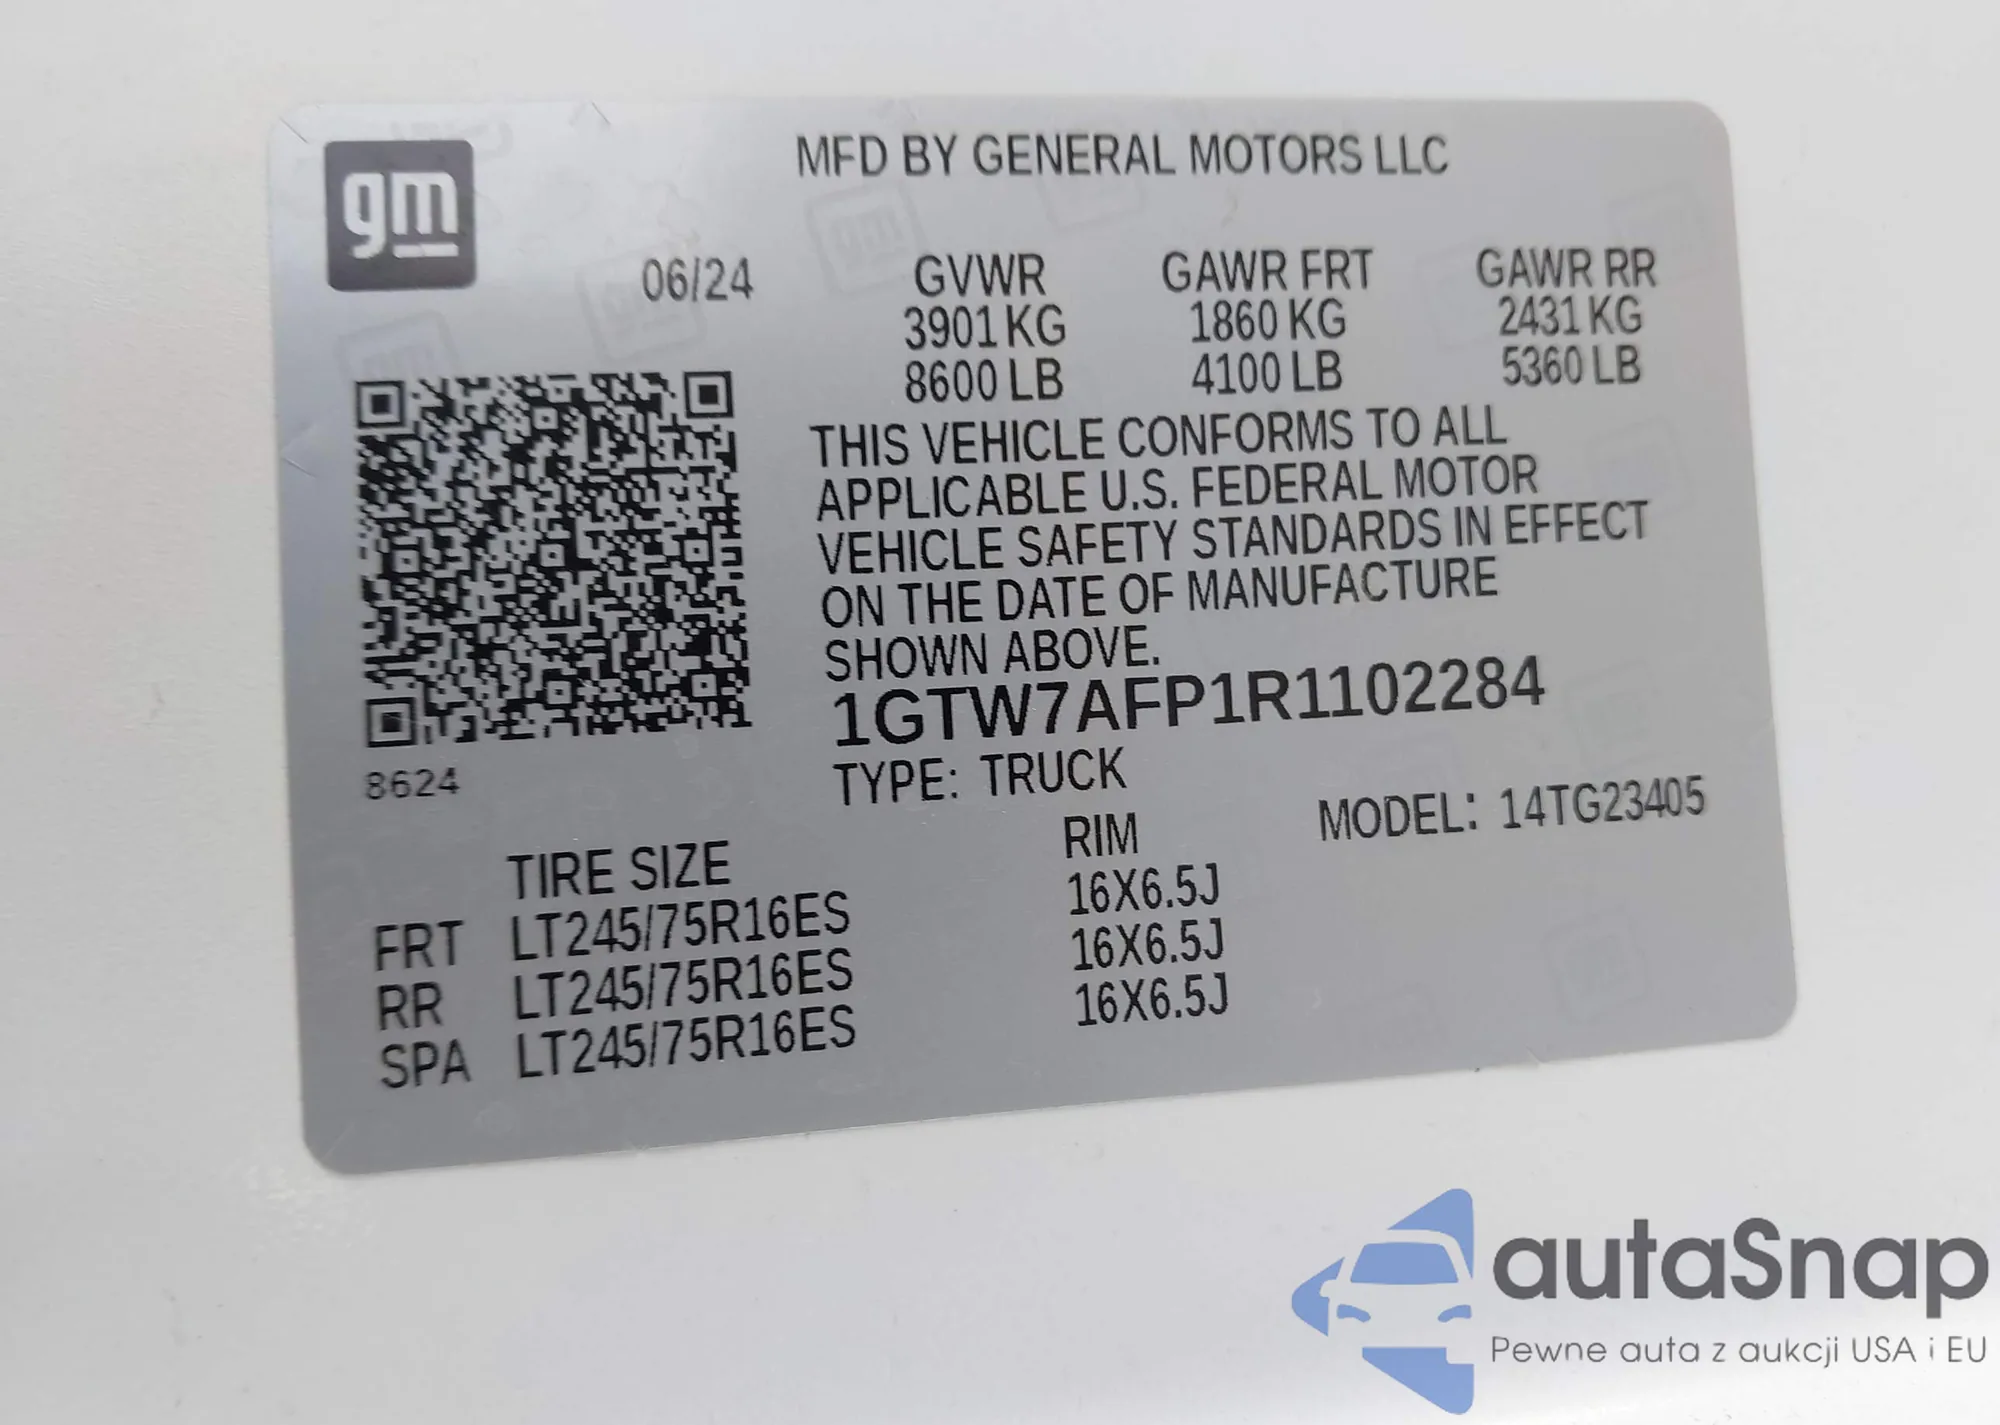 gm
MFD BY GENERAL MOTORS LLC
06/24 GVWR GAWR FRT GAWR RR
3901 KG 1860 KG 2431 KG
8600 LB 4100 LB 5360 LB
THIS VEHICLE CONFORMS TO ALL
APPLICABLE U.S. FEDERAL MOTOR
VEHICLE SAFETY STANDARDS IN EFFECT
ON THE DATE OF MANUFACTURE
SHOWN ABOVE.
1GTW7AFP1R1102284
8624
TYPE: TRUCK
MODEL: 14TG23405
TIRE SIZE RIM
FRT LT245/75R16ES 16X6.5J
RR LT245/75R16ES 16X6.5J
SPA LT245/75R16ES 16X6.5J
autaSnap
Pewne auta z aukcji USA i EU